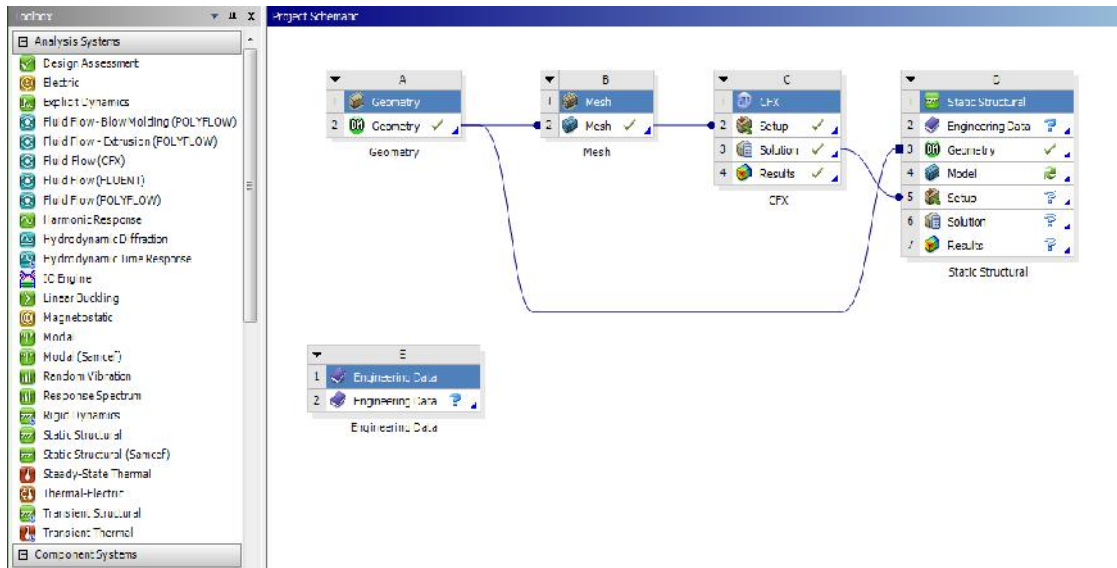 Toolbox
Project Schematic
Analysis Systems
Design Assessment
Electric
Explicit Dynamics
Fluid Flow - Blow Molding (POLYFLOW)
Fluid Flow - Extrusion (POLYFLOW)
Fluid Flow (CFX)
Fluid Flow (FLUENT)
Fluid Flow (POLYFLOW)
Harmonic Response
Hydrodynamic Diffraction
Hydrodynamic Time Response
IC Engine
Linear Buckling
Magnetostatic
Modal
Modal (Samcef)
Random Vibration
Response Spectrum
Rigid Dynamics
Static Structural
Static Structural (Samcef)
Steady-State Thermal
Thermal-Electric
Transient Structural
Transient Thermal
Component Systems
A
1 Geometry
2 Geometry
Geometry
B
1 Mesh
2 Mesh
Mesh
C
1 CFX
2 Setup
3 Solution
4 Results
CFX
D
1 Static Structural
2 Engineering Data ?
3 Geometry
4 Model
5 Setup ?
6 Solution ?
7 Results ?
Static Structural
E
1 Engineering Data
2 Engineering Data ?
Engineering Data